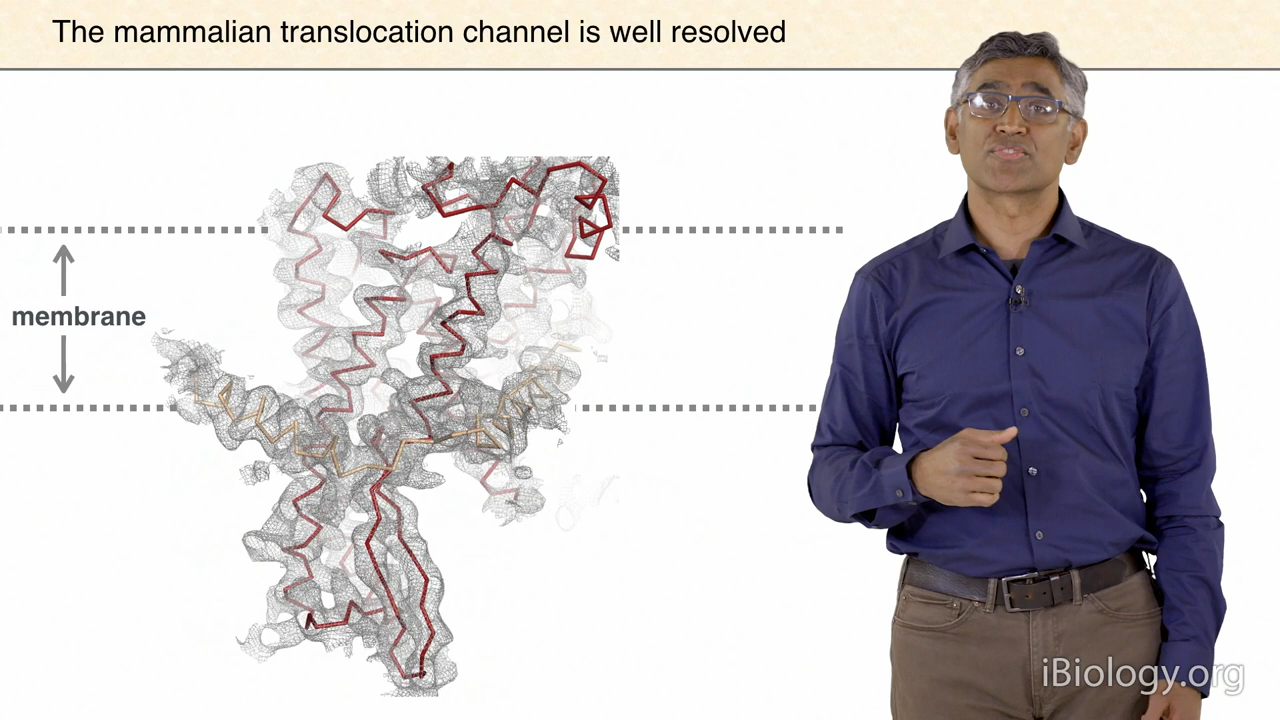 The mammalian translocation channel is well resolved
membrane
iBiology.org